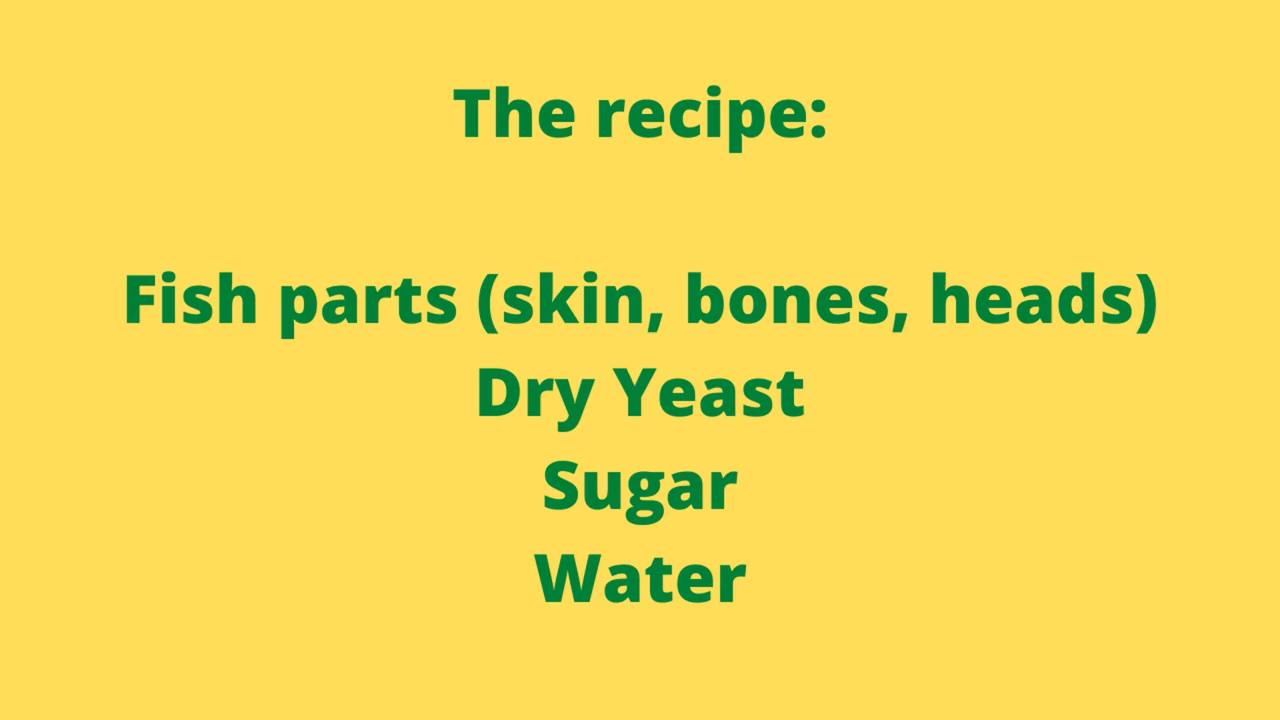 The recipe:
Fish parts (skin, bones, heads)
Dry Yeast
Sugar
Water